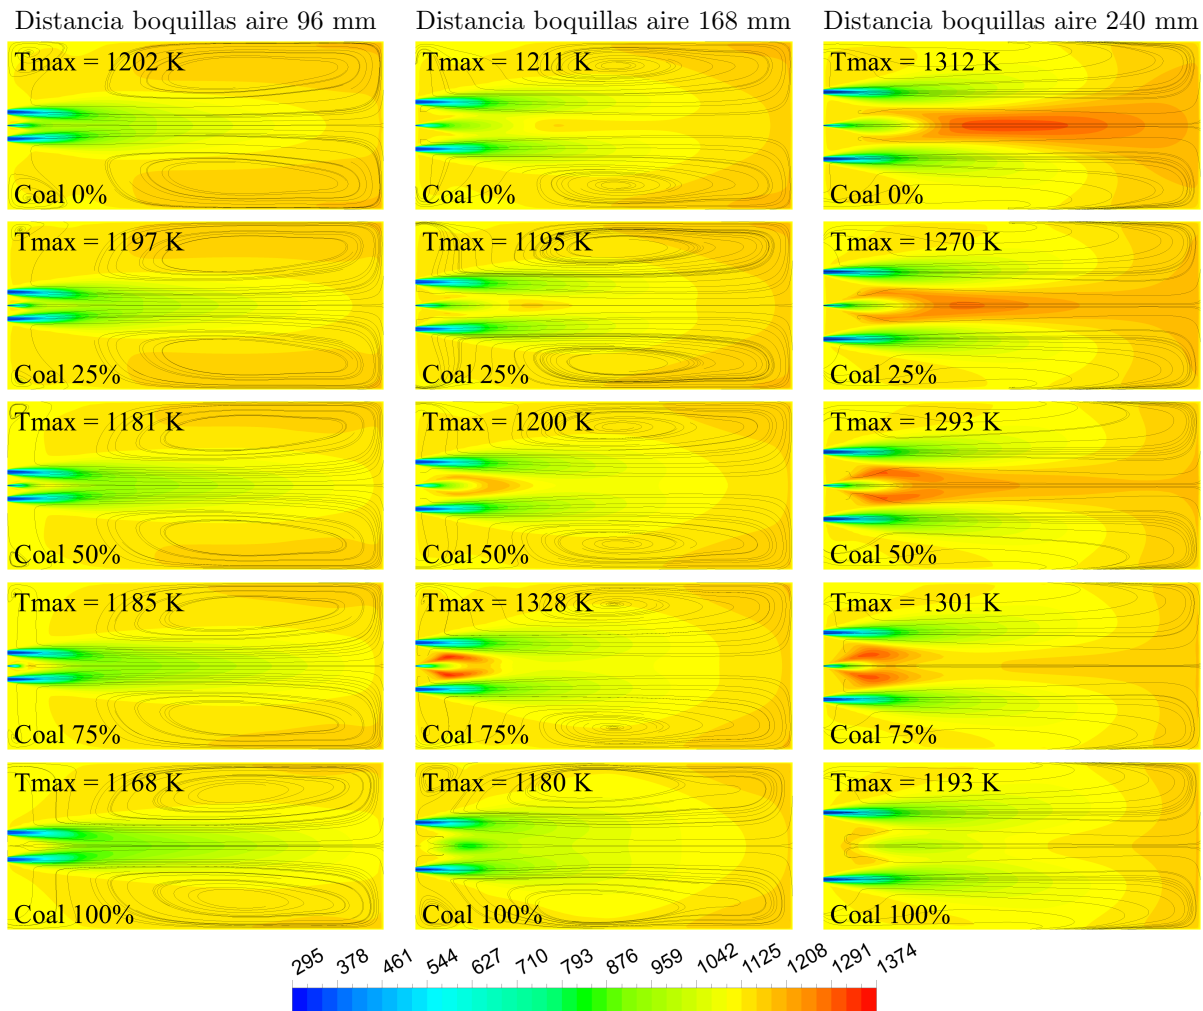 Distancia boquillas aire 96 mm
Distancia boquillas aire 168 mm
Distancia boquillas aire 240 mm
Tmax = 1202 K
Tmax = 1211 K
Tmax = 1312 K
Coal 0%
Coal 0%
Coal 0%
Tmax = 1197 K
Tmax = 1195 K
Tmax = 1270 K
Coal 25%
Coal 25%
Coal 25%
Tmax = 1181 K
Tmax = 1200 K
Tmax = 1293 K
Coal 50%
Coal 50%
Coal 50%
Tmax = 1185 K
Tmax = 1328 K
Tmax = 1301 K
Coal 75%
Coal 75%
Coal 75%
Tmax = 1168 K
Tmax = 1180 K
Tmax = 1193 K
Coal 100%
Coal 100%
Coal 100%
295 378 461 544 627 710 793 876 959 1042 1125 1208 1291 1374